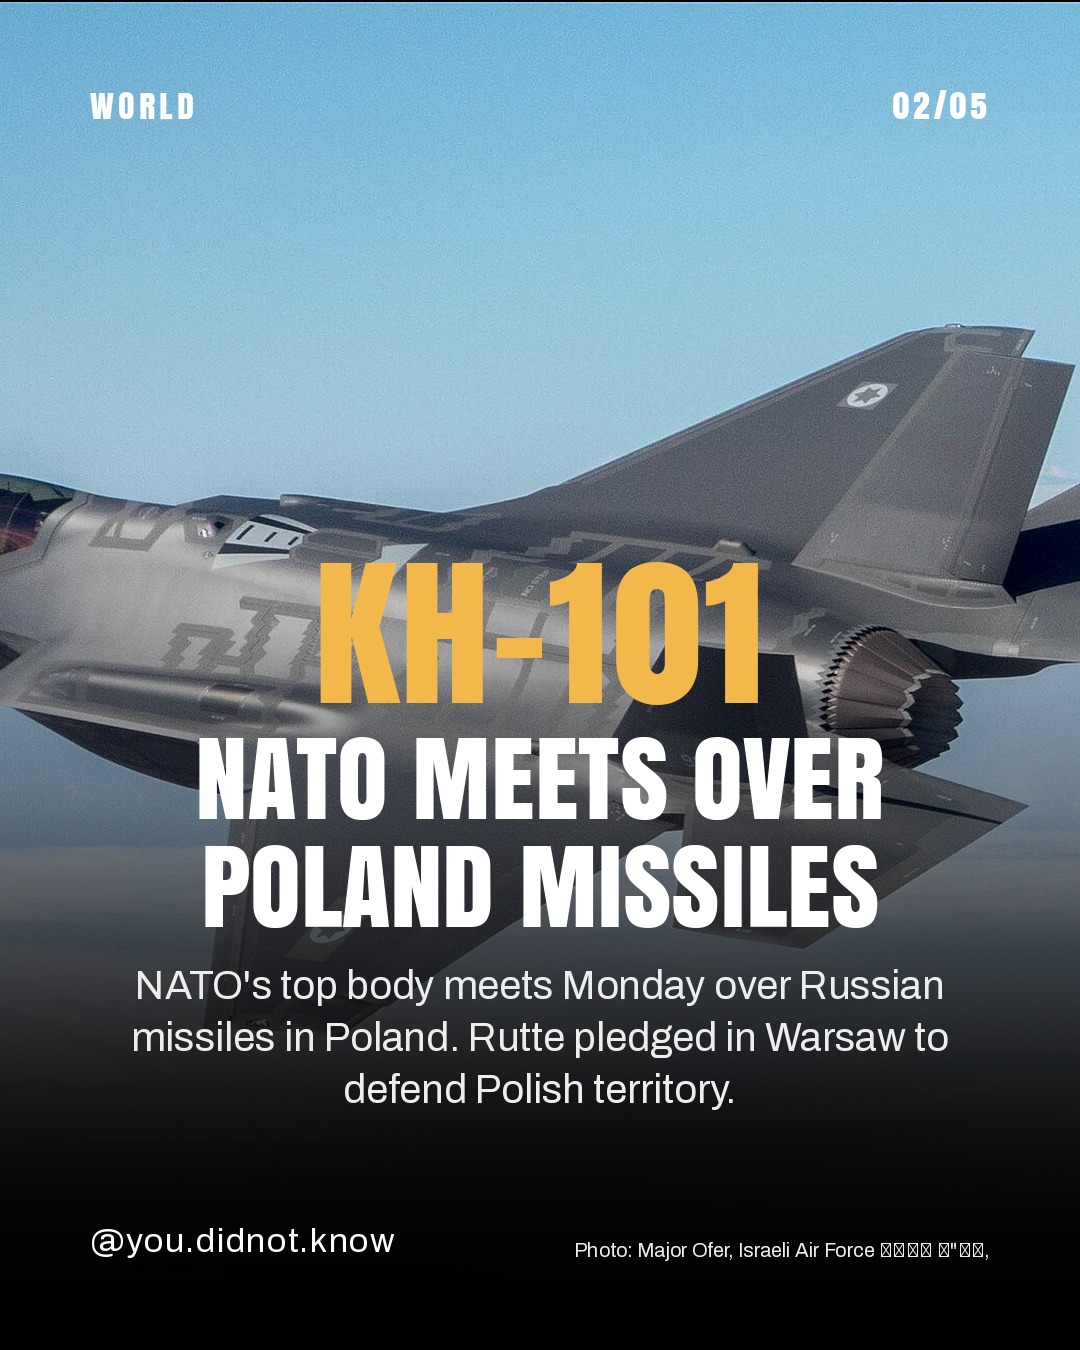 WORLD
02/05
KH-101
NATO MEETS OVER
POLAND MISSILES
NATO's top body meets Monday over Russian
missiles in Poland. Rutte pledged in Warsaw to
defend Polish territory.
@you.didnot.know
Photo: Major Ofer, Israeli Air Force